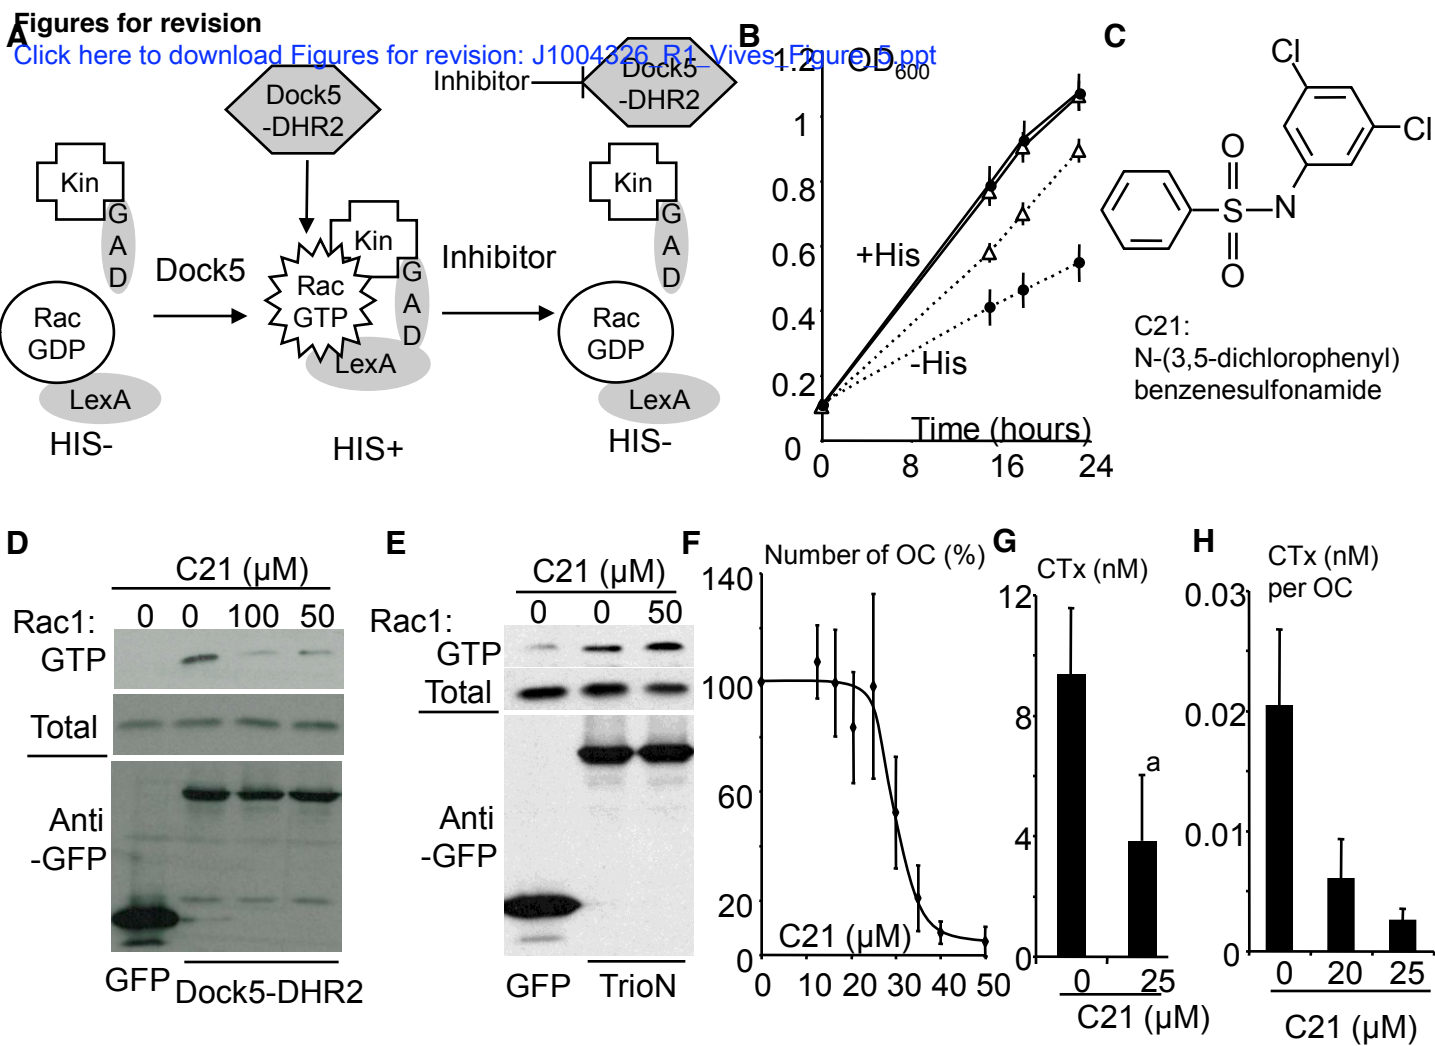 Figures for revision
Click here to download Figures for revision: J1004326_R1_Vives_Figure_5.ppt
A
Dock5
-DHR2
Inhibitor
Dock5
-DHR2
Kin
G
A
D
Rac
GDP
LexA
HIS-
Dock5
Kin
G
A
D
Rac
GTP
LexA
HIS+
Inhibitor
Kin
G
A
D
Rac
GDP
LexA
HIS-
B
OD600
1.2
1
0.8
0.6
0.4
0.2
0
+His
-His
Time (hours)
0 8 16 24
C
Cl
Cl
O
S N
O
C21:
N-(3,5-dichlorophenyl)
benzenesulfonamide
D
C21 (µM)
Rac1: 0 0 100 50
GTP
Total
Anti
-GFP
GFP Dock5-DHR2
E
C21 (µM)
Rac1: 0 0 50
GTP
Total
Anti
-GFP
GFP TrioN
F
Number of OC (%)
140
100
60
20
0
C21 (µM)
0 10 20 30 40 50
G
CTx (nM)
12
8
4
0
a
0 25
C21 (µM)
H
CTx (nM)
per OC
0.03
0.02
0.01
0
0 20 25
C21 (µM)